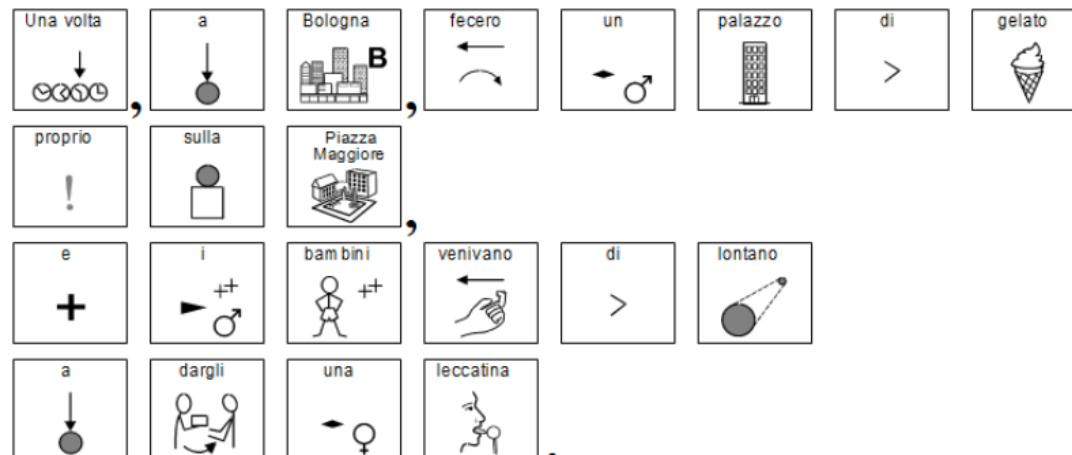 Una volta , a Bologna , fecero un palazzo di gelato
proprio sulla Piazza Maggiore ,
e i bambini venivano di lontano
a dargli una leccatina .